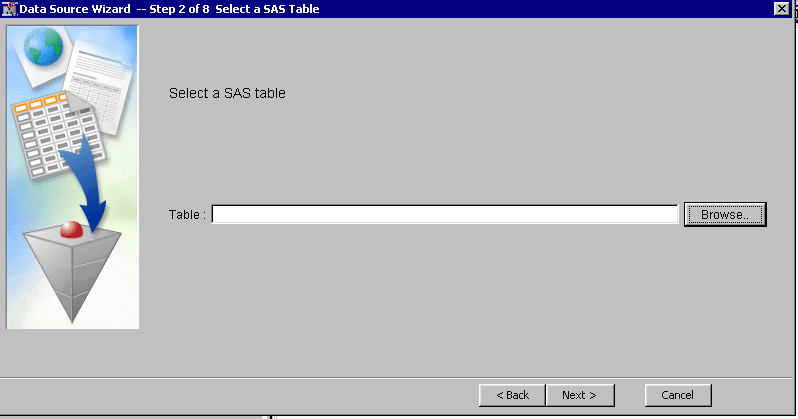 Data Source Wizard -- Step 2 of 8 Select a SAS Table
Select a SAS table
Table :
Browse..
< Back
Next >
Cancel